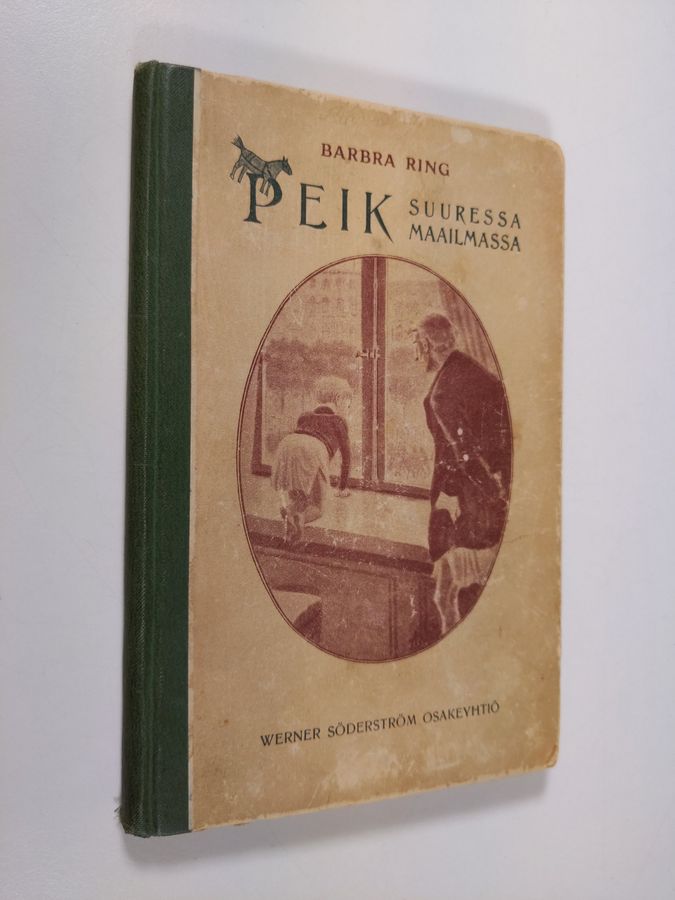 BARBRA RING
PEIK SUURESSA
MAAILMASSA
WERNER SÖDERSTRÖM OSAKEYHTIÖ